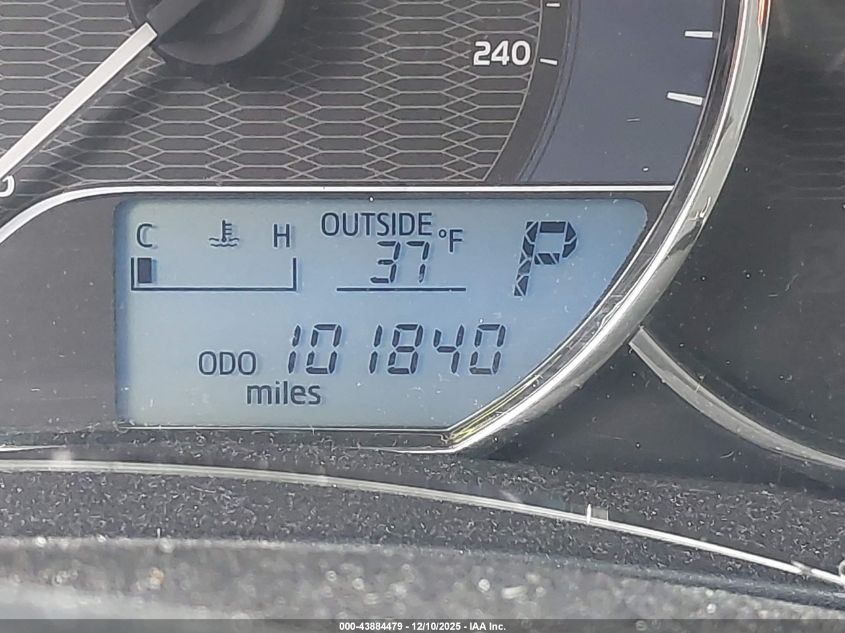 240
C H OUTSIDE 37 °F P
ODO 101840
miles
000-43884479 - 12/10/2025 - IAA Inc.